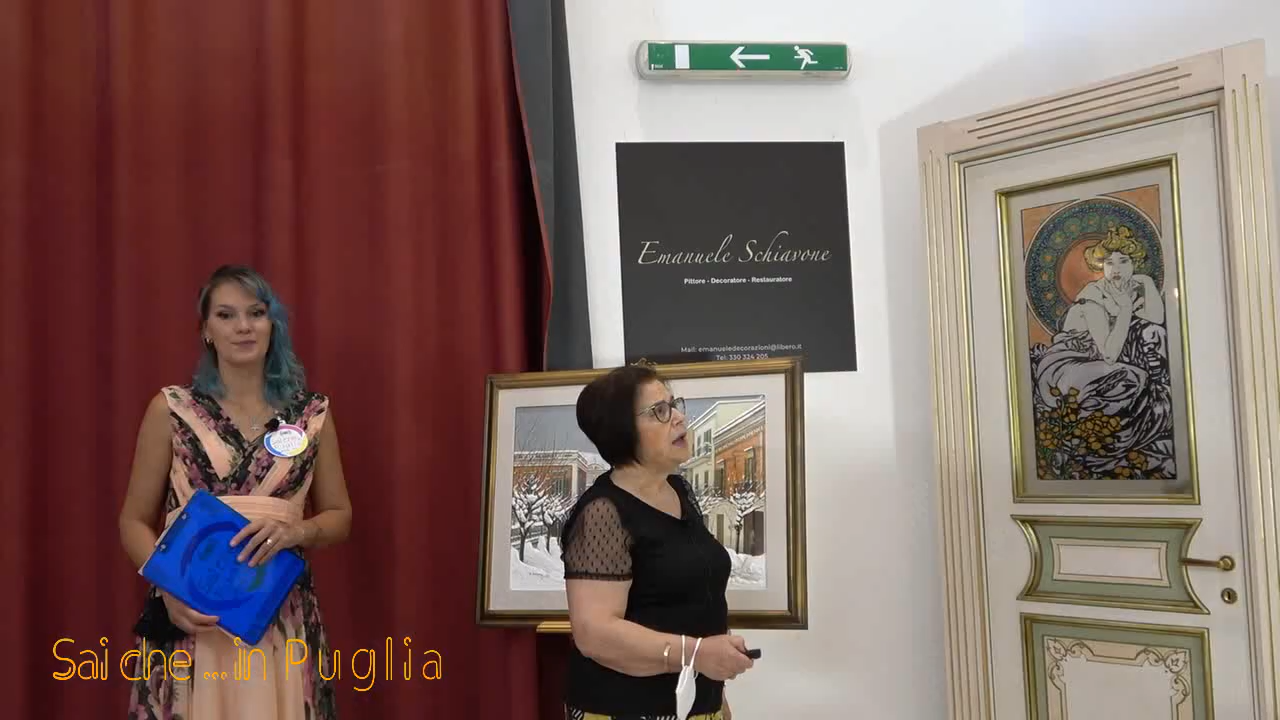 Emanuele Schiavone
Pittore - Decoratore - Restauratore
Mail: emanueledecorazioni@libero.it
Tel: 330 324 205
Sai che ... in Puglia